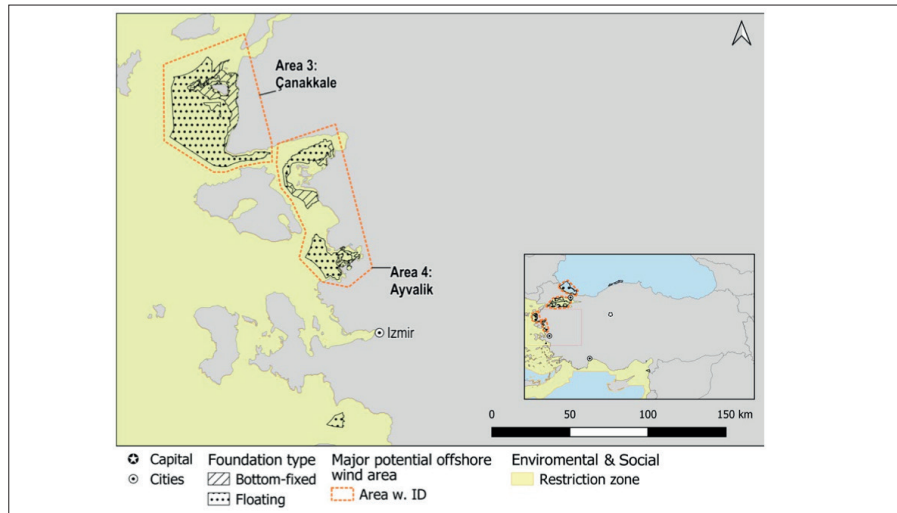 Area 3:
Çanakkale
Area 4:
Ayvalik
Izmir
0 50 100 150 km
Capital
Cities
Foundation type
Bottom-fixed
Floating
Major potential offshore
wind area
Area w. ID
Enviromental & Social
Restriction zone